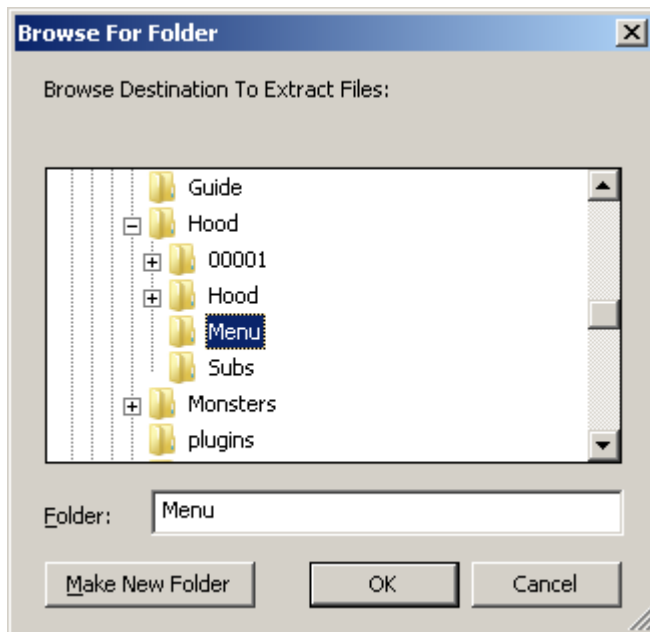 Browse For Folder
Browse Destination To Extract Files:
Guide
Hood
00001
Hood
Menu
Subs
Monsters
plugins
Folder: Menu
Make New Folder OK Cancel